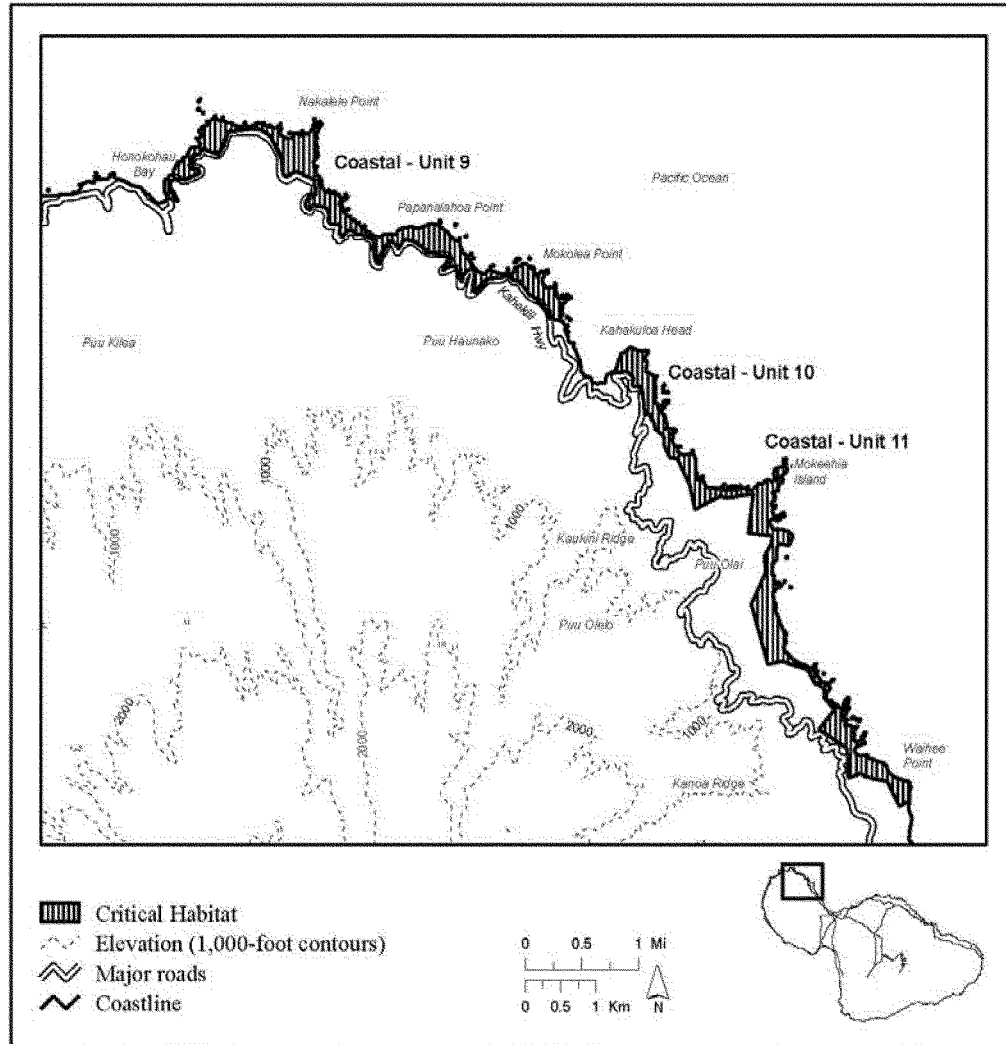 Nakalele Point
Honokohau
Bay
Coastal - Unit 9
Pacific Ocean
Papanalahoa Point
Mokolea Point
Kahekili Hwy
Kahakuloa Head
Puu Kilea
Puu Haunako
Coastal - Unit 10
Coastal - Unit 11
Mokeehia
Island
1000
1000
1000
Kaukini Ridge
Puu Olai
Puu Olelo
2000
2000
2000
1000
Waihee
Point
Kanoa Ridge
Critical Habitat
Elevation (1,000-foot contours)
Major roads
Coastline
0 0.5 1 Mi
0 0.5 1 Km
N